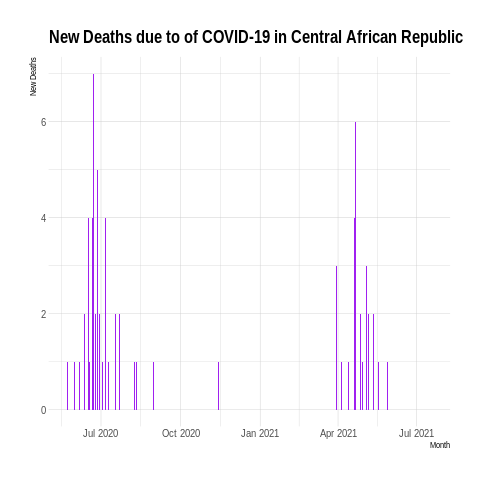 New Deaths due to of COVID-19 in Central African Republic
New Deaths
6
4
2
0
Jul 2020 Oct 2020 Jan 2021 Apr 2021 Jul 2021
Month